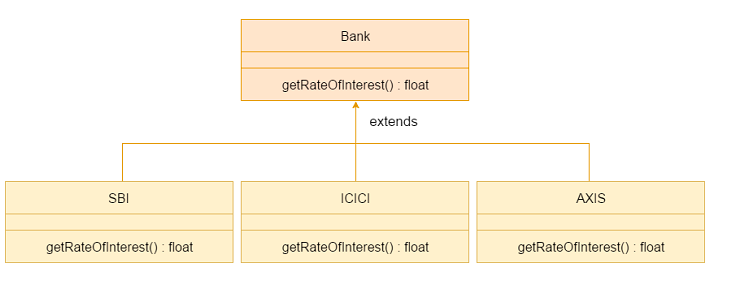 Bank
getRateOfInterest() : float
extends
SBI
getRateOfInterest() : float
ICICI
getRateOfInterest() : float
AXIS
getRateOfInterest() : float